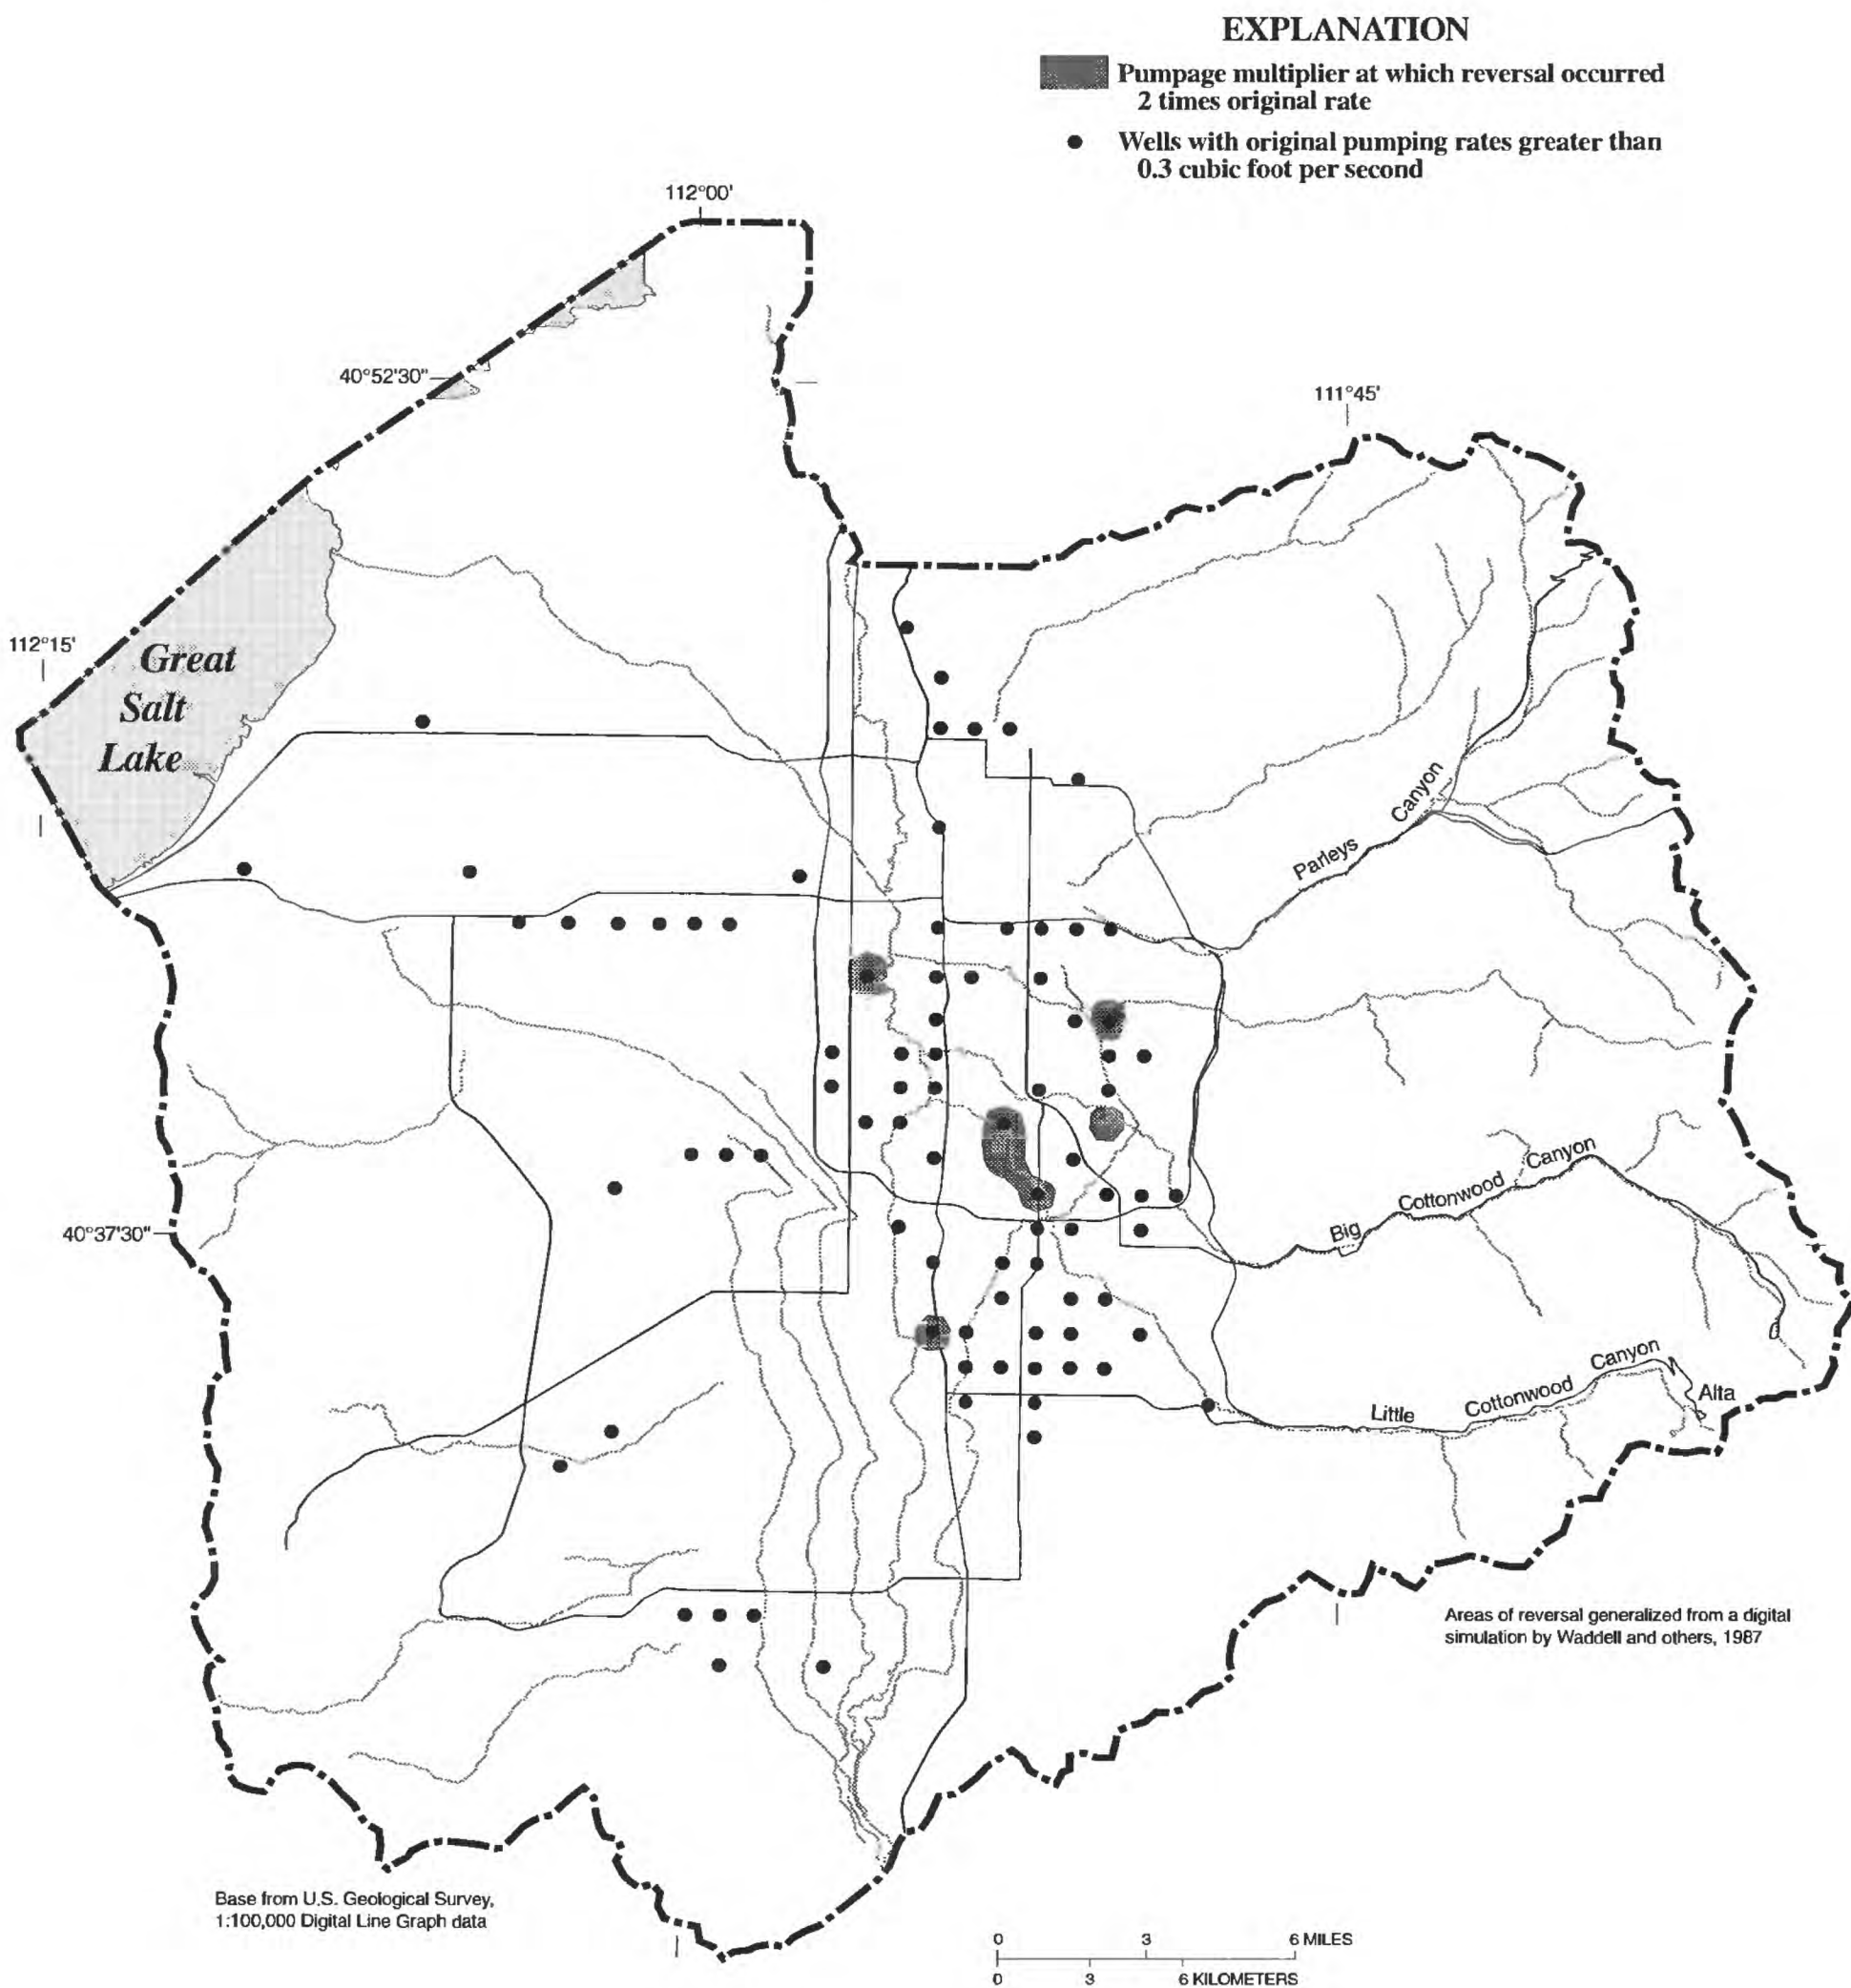 EXPLANATION
Pumpage multiplier at which reversal occurred
2 times original rate
Wells with original pumping rates greater than
0.3 cubic foot per second
112°00'
40°52'30"
111°45'
112°15'
Great
Salt
Lake
Parleys Canyon
Big Cottonwood Canyon
40°37'30"
Little Cottonwood Canyon
Alta
Areas of reversal generalized from a digital
simulation by Waddell and others, 1987
Base from U.S. Geological Survey,
1:100,000 Digital Line Graph data
0 3 6 MILES
0 3 6 KILOMETERS